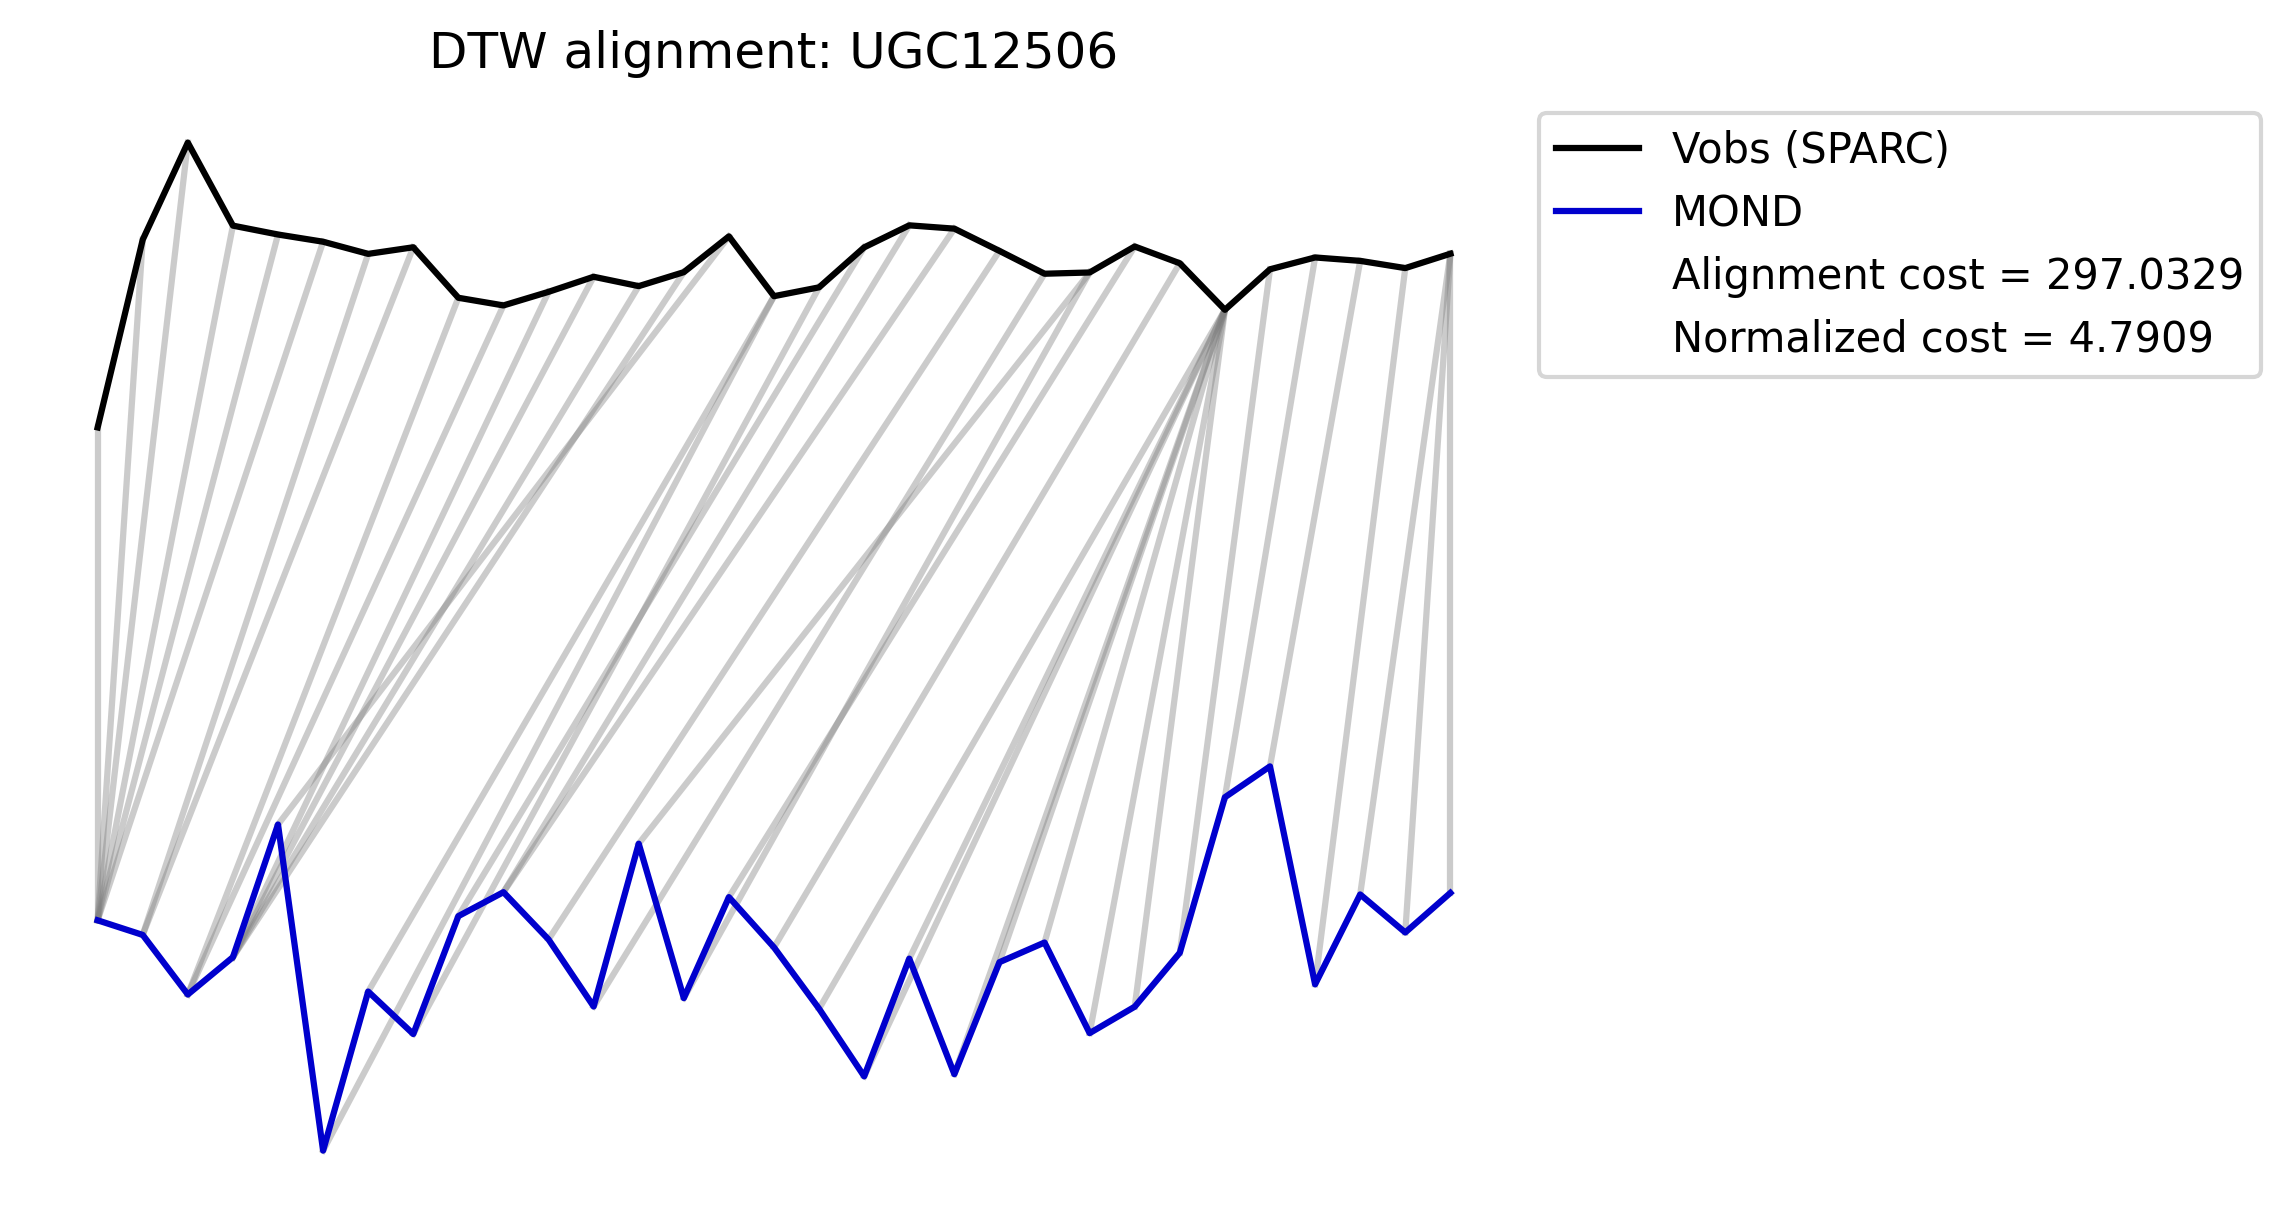 DTW alignment: UGC12506
Vobs (SPARC)
MOND
Alignment cost = 297.0329
Normalized cost = 4.7909